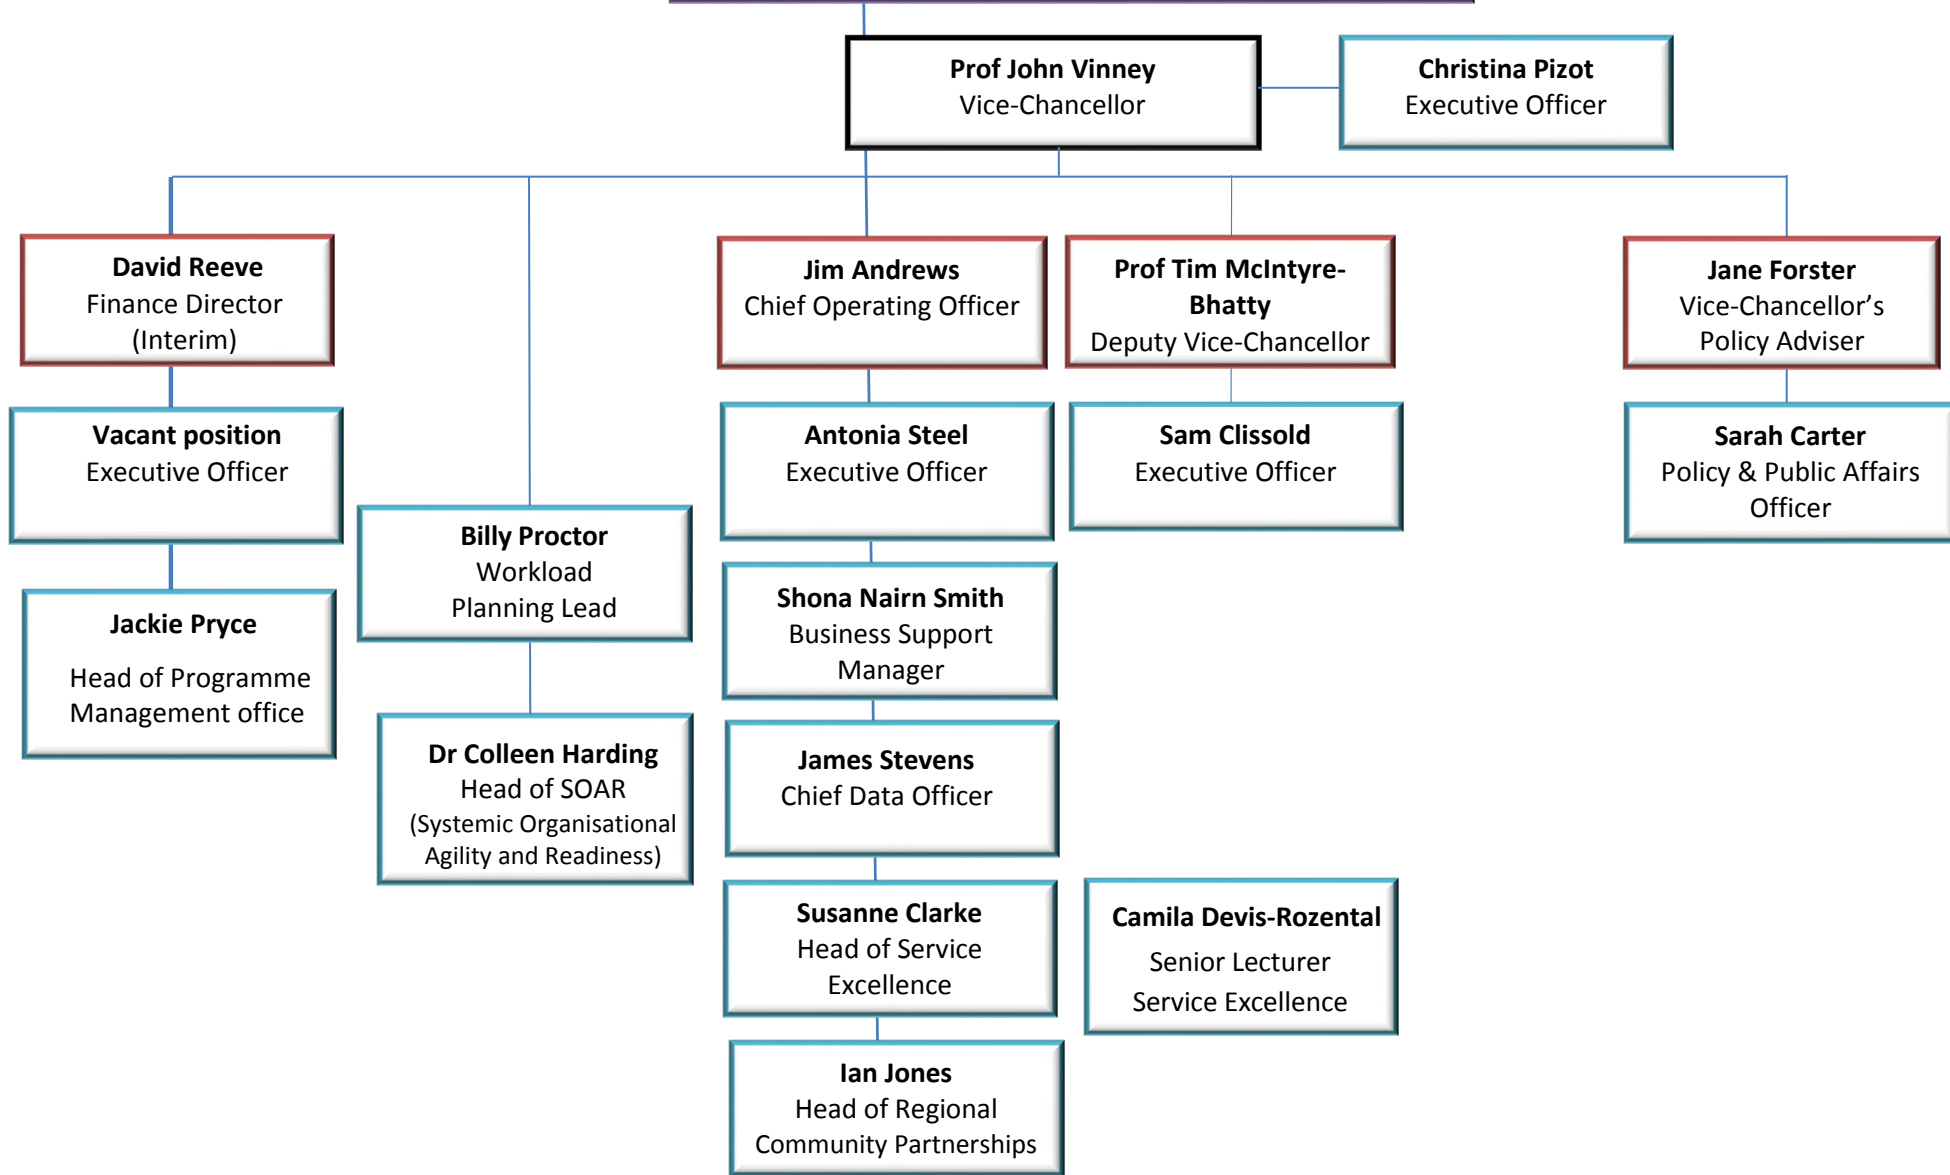 Prof John Vinney
Vice-Chancellor
Christina Pizot
Executive Officer
David Reeve
Finance Director
(Interim)
Jim Andrews
Chief Operating Officer
Prof Tim McIntyre-
Bhatty
Deputy Vice-Chancellor
Jane Forster
Vice-Chancellor’s
Policy Adviser
Vacant position
Executive Officer
Antonia Steel
Executive Officer
Sam Clissold
Executive Officer
Sarah Carter
Policy & Public Affairs
Officer
Billy Proctor
Workload
Planning Lead
Jackie Pryce
Head of Programme
Management office
Shona Nairn Smith
Business Support
Manager
Dr Colleen Harding
Head of SOAR
(Systemic Organisational
Agility and Readiness)
James Stevens
Chief Data Officer
Susanne Clarke
Head of Service
Excellence
Camila Devis-Rozental
Senior Lecturer
Service Excellence
Ian Jones
Head of Regional
Community Partnerships